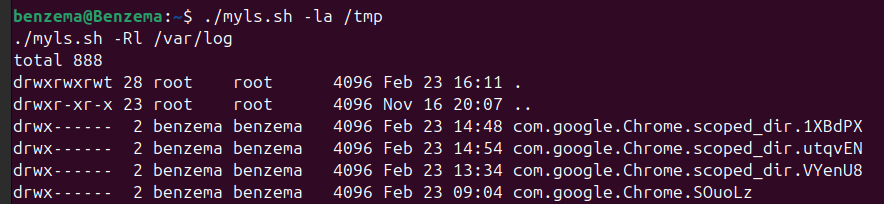 benzema@Benzema:~$ ./myls.sh -la /tmp
./myls.sh -Rl /var/log
total 888
drwxrwxrwt 28 root    root      4096 Feb 23 16:11 .
drwxr-xr-x 23 root    root      4096 Nov 16 20:07 ..
drwx------  2 benzema benzema   4096 Feb 23 14:48 com.google.Chrome.scoped_dir.1XBdPX
drwx------  2 benzema benzema   4096 Feb 23 14:54 com.google.Chrome.scoped_dir.utqvEN
drwx------  2 benzema benzema   4096 Feb 23 13:34 com.google.Chrome.scoped_dir.VYenU8
drwx------  2 benzema benzema   4096 Feb 23 09:04 com.google.Chrome.SOuoLz